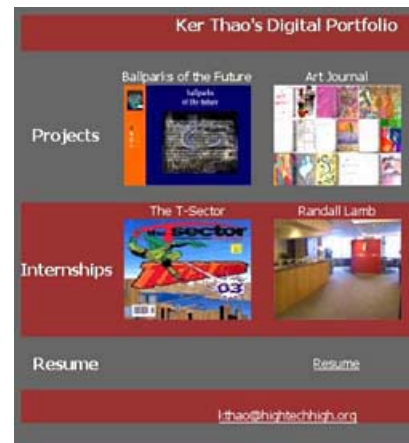 Ker Thao's Digital Portfolio
Ballparks of the Future
Art Journal
ballparks
of the future
Projects
The T-Sector
Randall Lamb
sector
03
Internships
Resume
Resume
kthao@hightechhigh.org